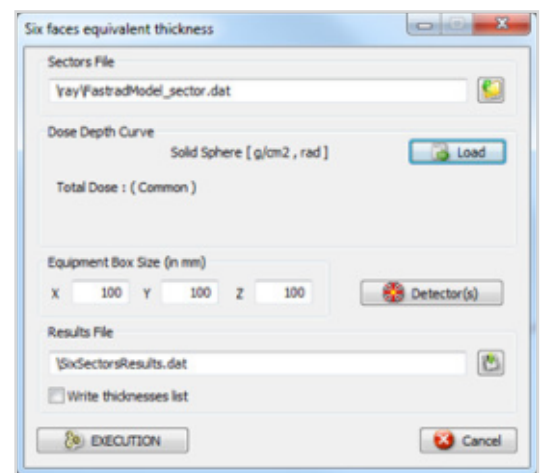 Six faces equivalent thickness
Sectors File
\ray\FastradModel_sector.dat
Dose Depth Curve
Solid Sphere [ g/cm2 , rad ]
Load
Total Dose : ( Common )
Equipment Box Size (in mm)
X 100 Y 100 Z 100
Detector(s)
Results File
\SixSectorsResults.dat
Write thicknesses list
EXECUTION
Cancel